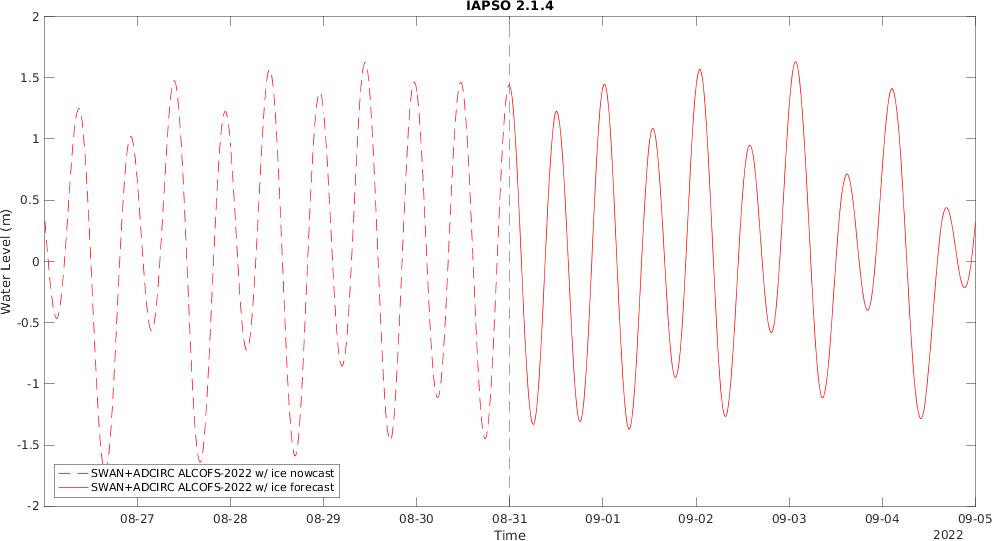 IAPSO 2.1.4
2
1.5
1
0.5
0
-0.5
-1
-1.5
-2
Water Level (m)
SWAN+ADCIRC ALCOFS-2022 w/ ice nowcast
SWAN+ADCIRC ALCOFS-2022 w/ ice forecast
08-27 08-28 08-29 08-30 08-31 09-01 09-02 09-03 09-04 09-05
Time
2022